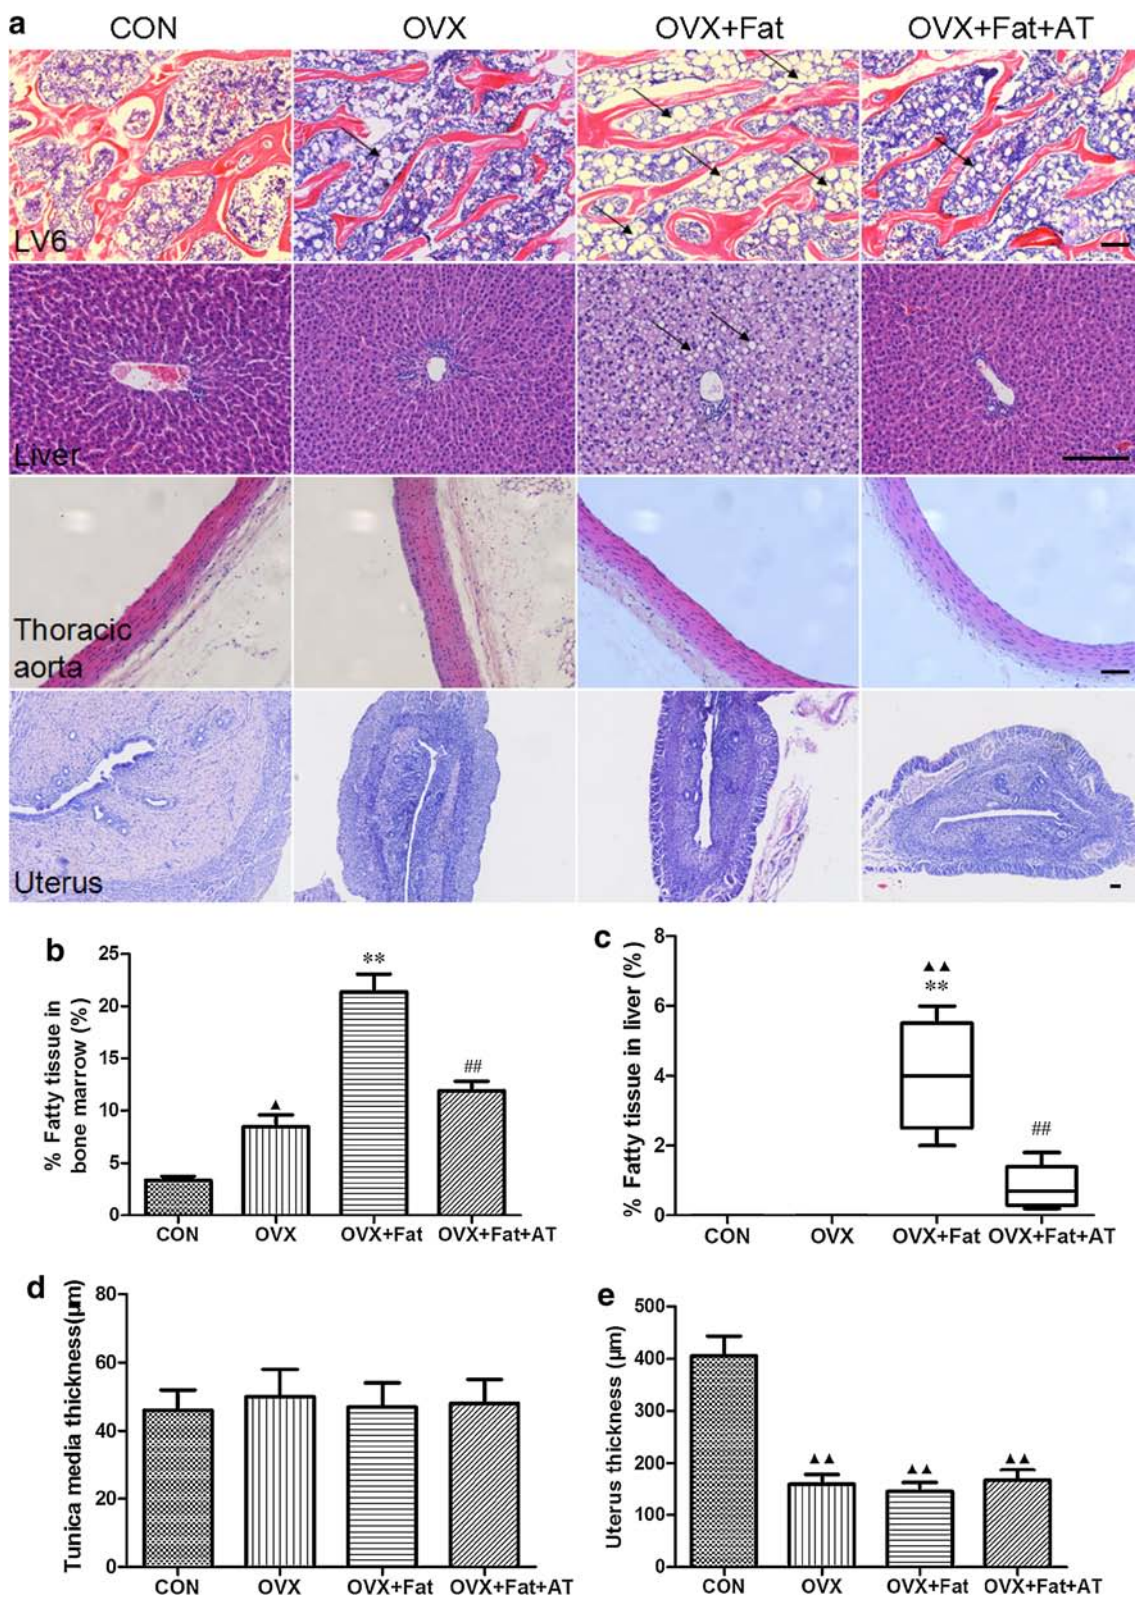 a
CON OVX OVX+Fat OVX+Fat+AT
LV6
Liver
Thoracic
aorta
Uterus
b
% Fatty tissue in
bone marrow (%)
25
20
15
10
5
0
▲
**
##
CON OVX OVX+Fat OVX+Fat+AT
c
% Fatty tissue in liver (%)
8
6
4
2
0
▲▲
**
##
CON OVX OVX+Fat OVX+Fat+AT
d
Tunica media thickness(μm)
80
60
40
20
0
CON OVX OVX+Fat OVX+Fat+AT
e
Uterus thickness (μm)
500
400
300
200
100
0
▲▲ ▲▲ ▲▲
CON OVX OVX+Fat OVX+Fat+AT